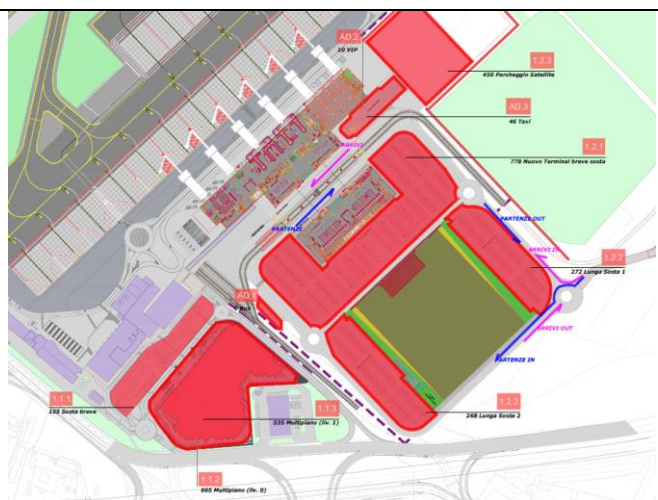 AD.2
10 VIP
1.2.3
450 Parcheggio Satellite
AD.3
46 Taxi
1.2.1
778 Nuovo Terminal breve sosta
ARRIVI
PARTENZE
PARTENZE OUT
ARRIVI IN
1.2.2
272 Lunga Sosta 1
ARRIVI OUT
PARTENZE IN
AD.1
Bus
1.1.1
155 Sosta breve
1.1.3
535 Multipiano (liv. 1)
1.2.2
268 Lunga Sosta 2
1.1.2
665 Multipiano (liv. 0)